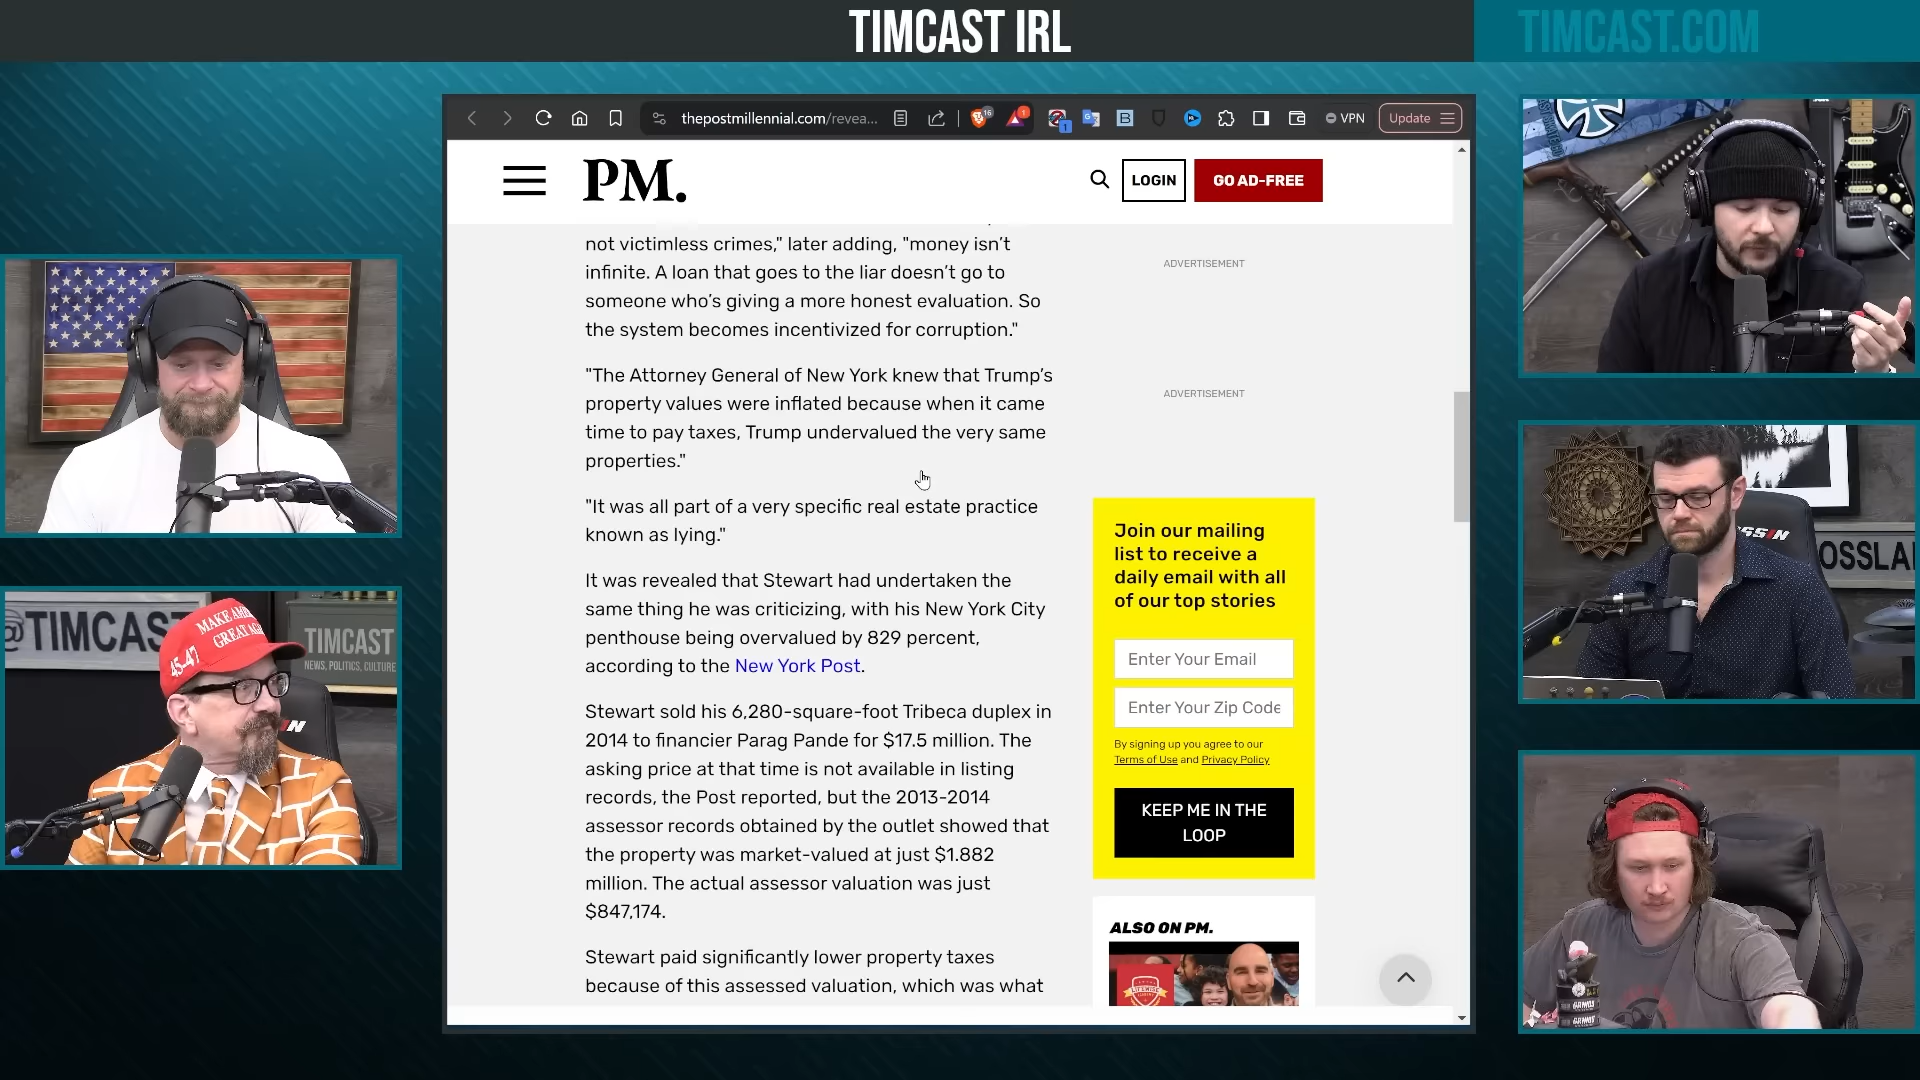 TIMCAST IRL
TIMCAST.COM
thepostmillennial.com/revea...
VPN
Update
PM.
LOGIN
GO AD-FREE
not victimless crimes," later adding, "money isn't
infinite. A loan that goes to the liar doesn't go to
someone who's giving a more honest evaluation. So
the system becomes incentivized for corruption."
"The Attorney General of New York knew that Trump's
property values were inflated because when it came
time to pay taxes, Trump undervalued the very same
properties."
"It was all part of a very specific real estate practice
known as lying."
It was revealed that Stewart had undertaken the
same thing he was criticizing, with his New York City
penthouse being overvalued by 829 percent,
according to the New York Post.
Stewart sold his 6,280-square-foot Tribeca duplex in
2014 to financier Parag Pande for $17.5 million. The
asking price at that time is not available in listing
records, the Post reported, but the 2013-2014
assessor records obtained by the outlet showed that
the property was market-valued at just $1.882
million. The actual assessor valuation was just
$847,174.
Stewart paid significantly lower property taxes
because of this assessed valuation, which was what
ADVERTISEMENT
ADVERTISEMENT
Join our mailing
list to receive a
daily email with all
of our top stories
Enter Your Email
Enter Your Zip Code
By signing up you agree to our
Terms of Use and Privacy Policy
KEEP ME IN THE
LOOP
ALSO ON PM.
@TIMCAST
TIMCAST
NEWS, POLITICS, CULTURE
MAKE AM
GREAT AG
45-47
OSSLA